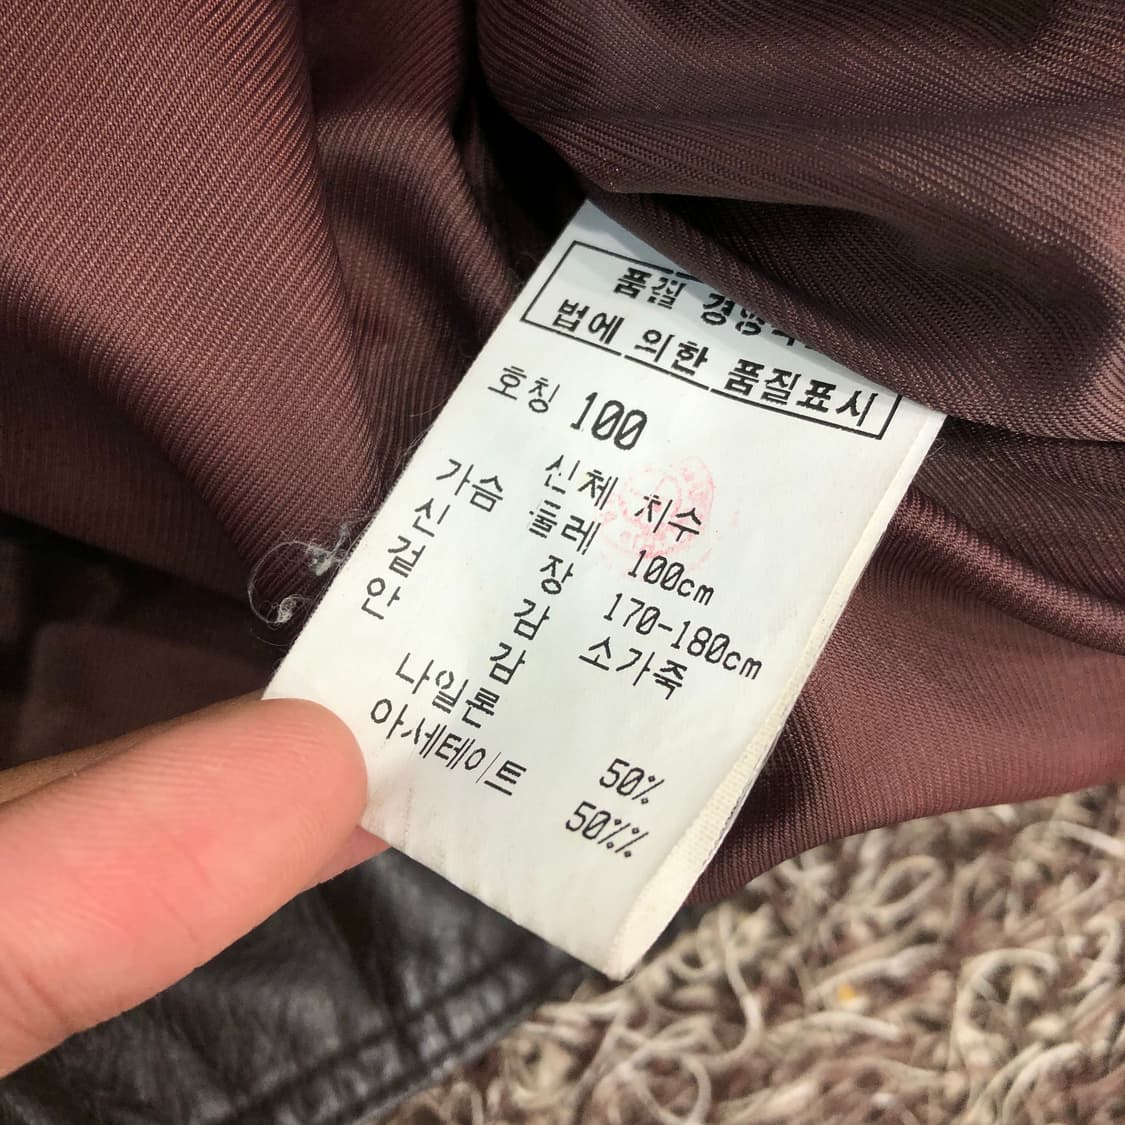 품질
법에 의한 품질표시
호칭 100
신체 치수
가슴 둘레 100cm
신 장 170-180cm
겉 감 소가죽
안 감
나일론 50%
아세테이트 50%%